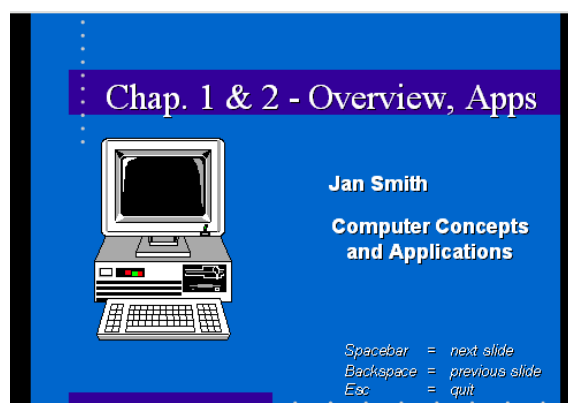 Chap. 1 & 2 - Overview, Apps
Jan Smith
Computer Concepts
and Applications
Spacebar = next slide
Backspace = previous slide
Esc = quit